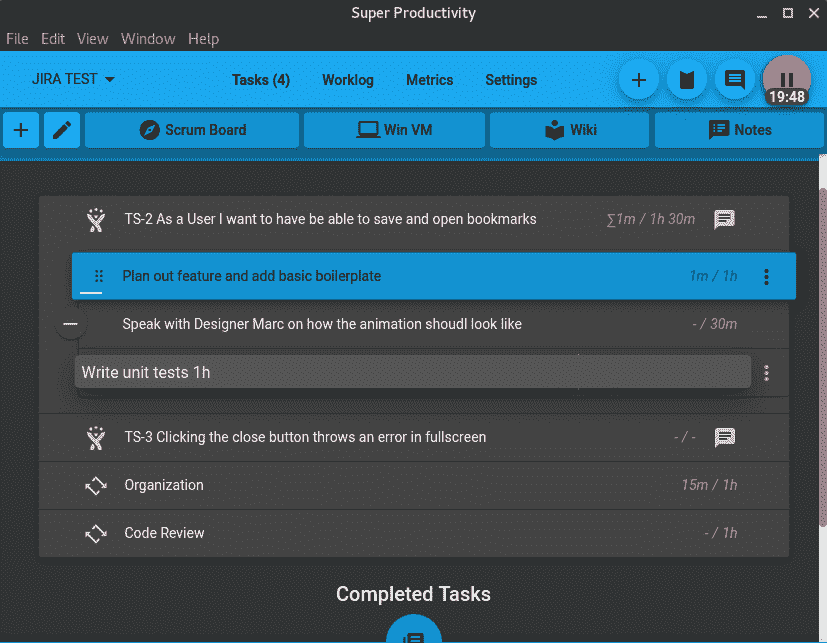 Super Productivity
File Edit View Window Help
JIRA TEST Tasks (4) Worklog Metrics Settings
19:48
Scrum Board Win VM Wiki Notes
TS-2 As a User I want to have be able to save and open bookmarks ∑1m / 1h 30m
Plan out feature and add basic boilerplate 1m / 1h
Speak with Designer Marc on how the animation shoudl look like - / 30m
Write unit tests 1h
TS-3 Clicking the close button throws an error in fullscreen - / -
Organization 15m / 1h
Code Review - / 1h
Completed Tasks